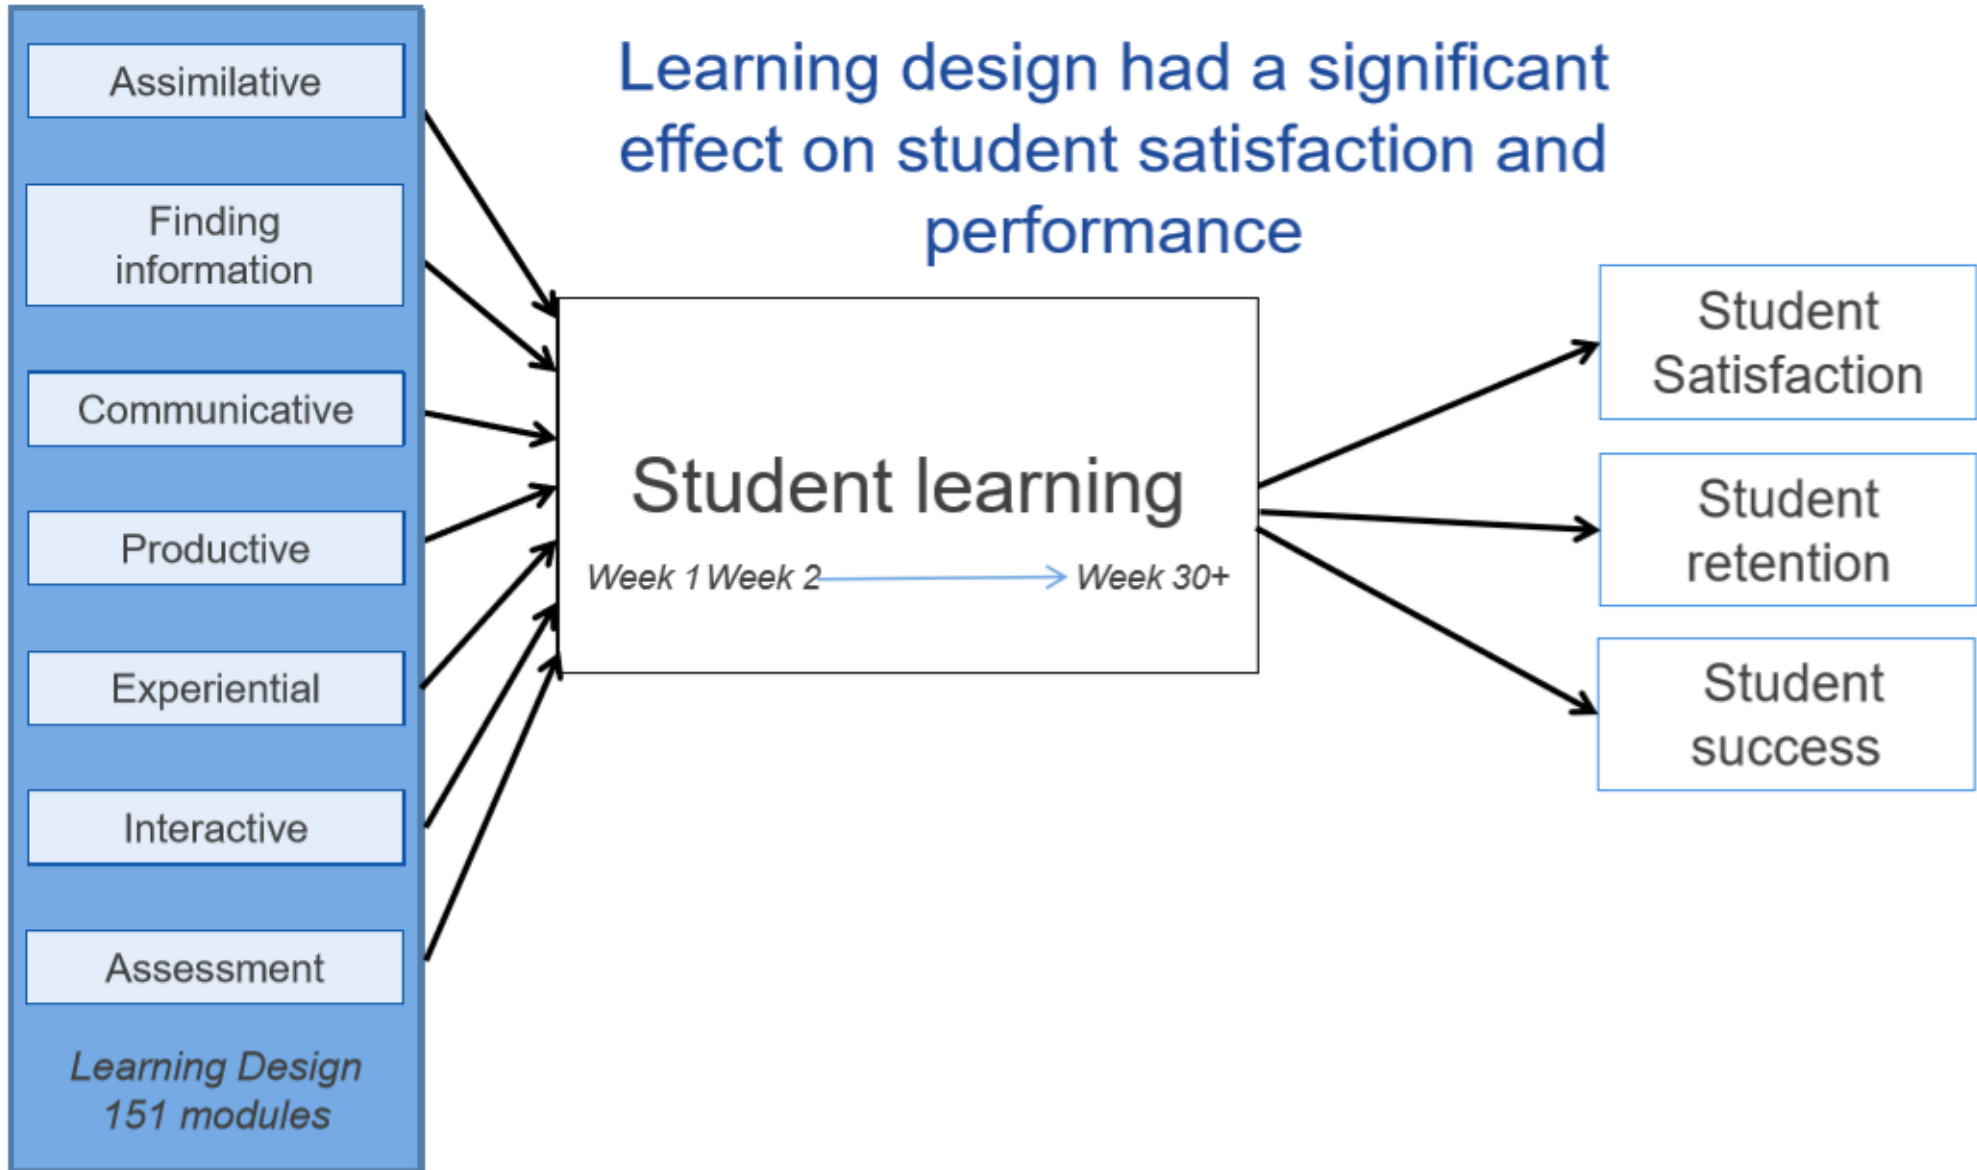 Learning design had a significant
effect on student satisfaction and
performance
Assimilative
Finding
information
Communicative
Productive
Experiential
Interactive
Assessment
Learning Design
151 modules
Student learning
Week 1 Week 2 Week 30+
Student
Satisfaction
Student
retention
Student
success